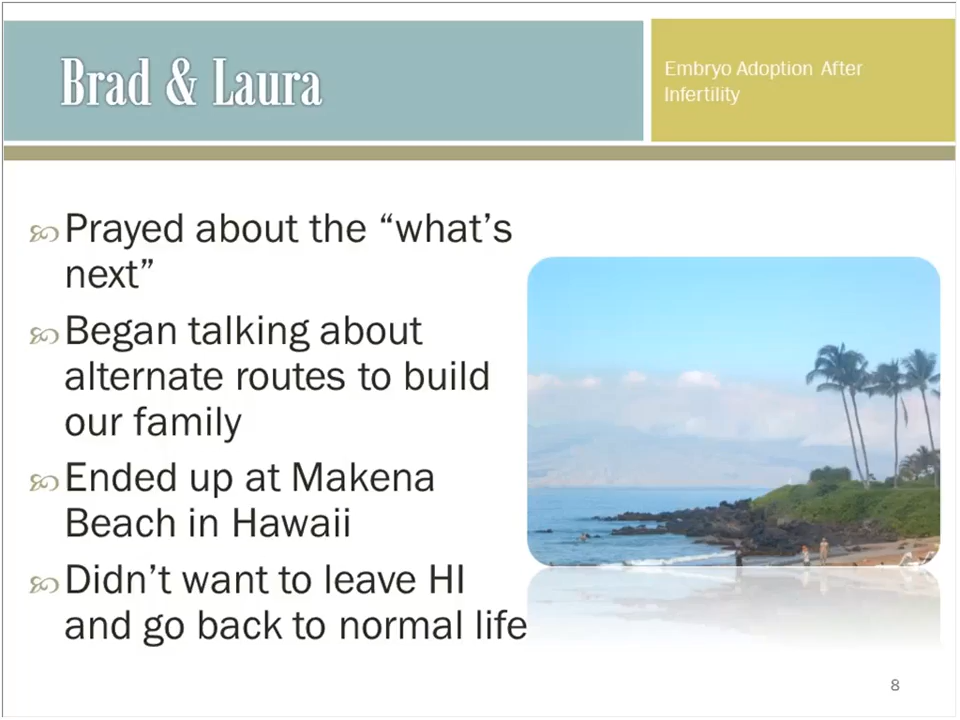 Brad & Laura
Embryo Adoption After
Infertility
Prayed about the “what’s
next”
Began talking about
alternate routes to build
our family
Ended up at Makena
Beach in Hawaii
Didn’t want to leave HI
and go back to normal life
8